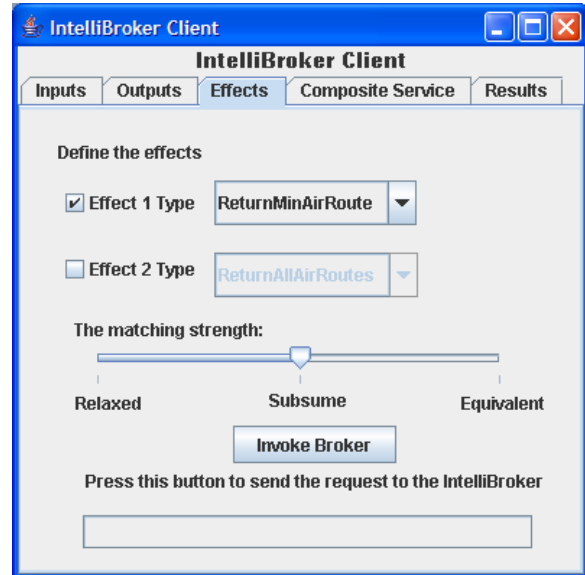 IntelliBroker Client
IntelliBroker Client
Inputs Outputs Effects Composite Service Results
Define the effects
Effect 1 Type ReturnMinAirRoute
Effect 2 Type ReturnAllAirRoutes
The matching strength:
Relaxed Subsume Equivalent
Invoke Broker
Press this button to send the request to the IntelliBroker